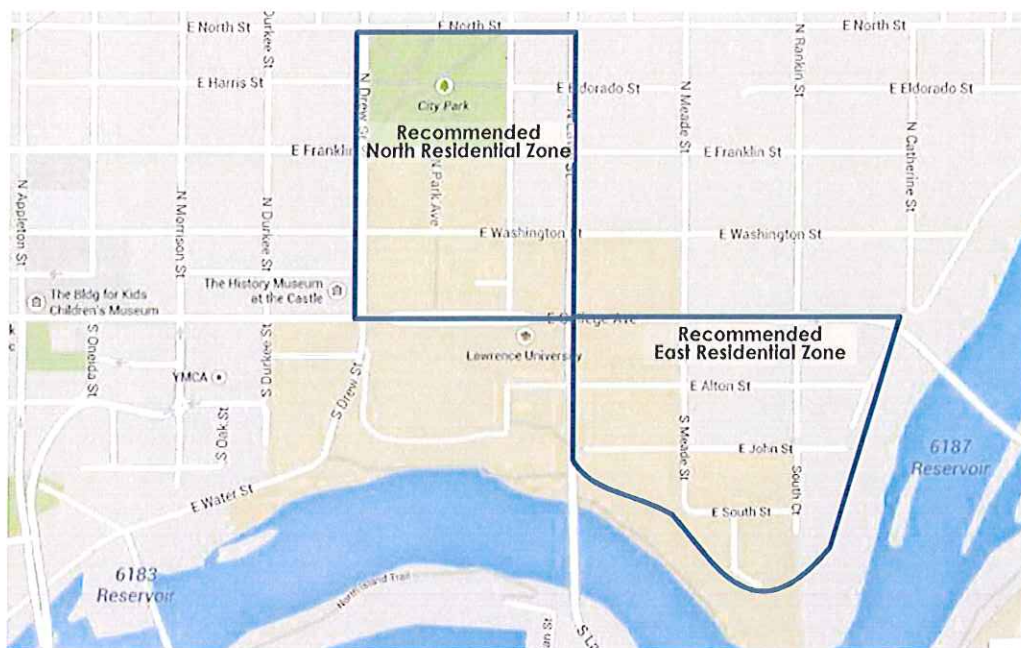 E North St
E North St
Durkee St
N Drew St
N Rankin St
E Harris St
City Park
E Eldorado St
E Eldorado St
Recommended
North Residential Zone
E Franklin
E Franklin St
N Meade St
N Catherine St
N Appleton St
N Morrison St
N Durkee St
N Park Ave
E Washington St
E Washington St
The History Museum
at the Castle
The Bldg for Kids
Children's Museum
E College Ave
Recommended
East Residential Zone
Lawrence University
S Oneida St
S Durkee St
YMCA
S Drew St
E Alton St
S Oak St
S Meade St
E John St
6187
Reservoir
South Ct
E Water St
E South St
6183
Reservoir
North Island Trail
S La